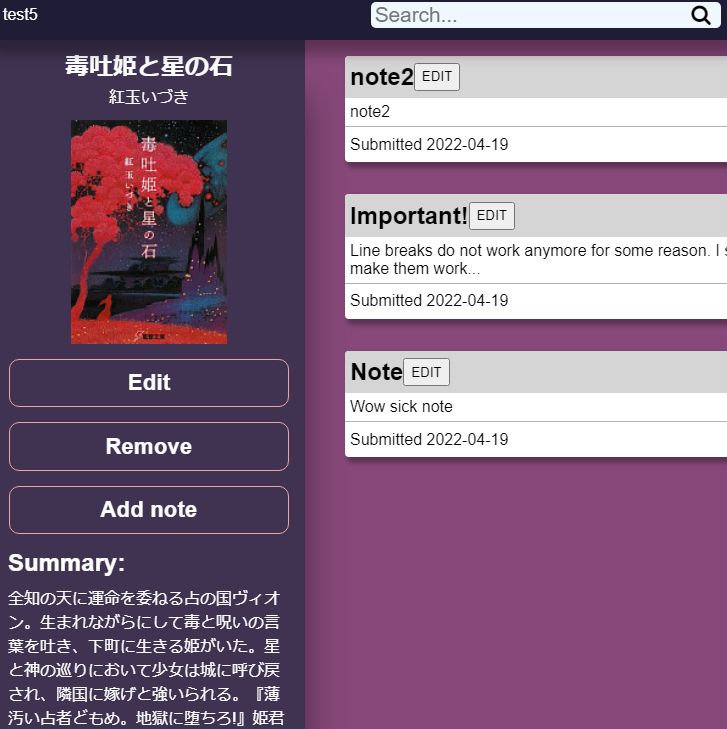 test5
Search...
毒吐姫と星の石
紅玉いづき
毒吐姫と星の石
紅玉いづき
電撃文庫
Edit
Remove
Add note
Summary:
全知の天に運命を委ねる占の国ヴィオ
ン。生まれながらにして毒と呪いの言
葉を吐き、下町に生きる姫がいた。星
と神の巡りにおいて少女は城に呼び戻
され、隣国に嫁げと強いられる。『薄
汚い占者どもめ。地獄に堕ちろ!』姫君
note2 EDIT
note2
Submitted 2022-04-19
Important! EDIT
Line breaks do not work anymore for some reason. I
make them work...
Submitted 2022-04-19
Note EDIT
Wow sick note
Submitted 2022-04-19